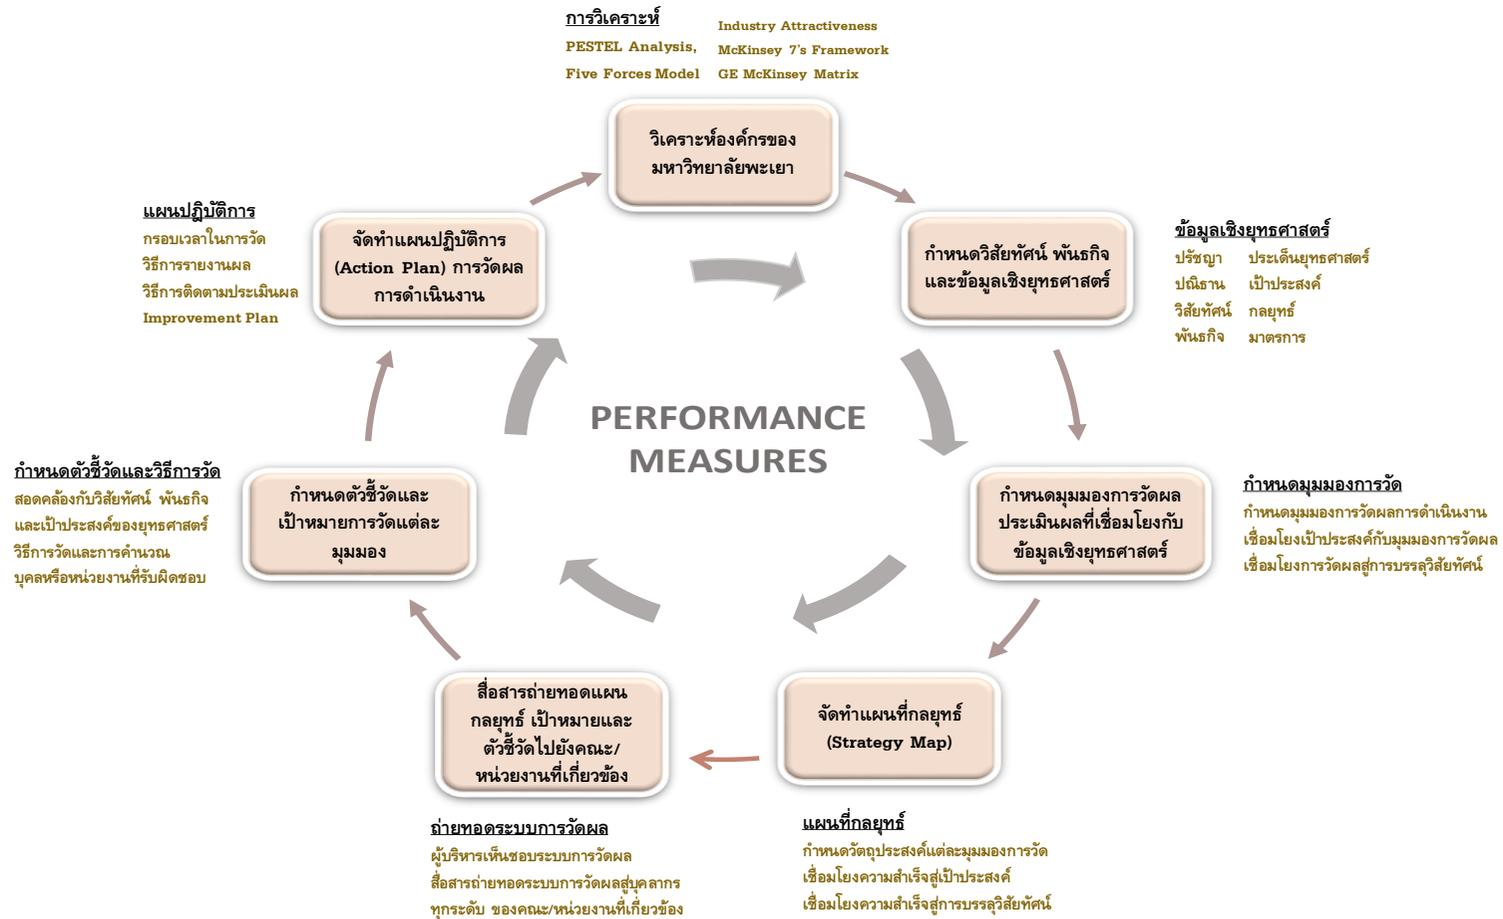 การวิเคราะห์
PESTEL Analysis,
Five Forces Model
Industry Attractiveness
McKinsey 7's Framework
GE McKinsey Matrix
วิเคราะห์องค์กรของ
มหาวิทยาลัยพะเยา
กำหนดวิสัยทัศน์ พันธกิจ
และข้อมูลเชิงยุทธศาสตร์
ข้อมูลเชิงยุทธศาสตร์
ปรัชญา
ปณิธาน
วิสัยทัศน์
พันธกิจ
ประเด็นยุทธศาสตร์
เป้าประสงค์
กลยุทธ์
มาตรการ
กำหนดมุมมองการวัดผล
ประเมินผลที่เชื่อมโยงกับ
ข้อมูลเชิงยุทธศาสตร์
กำหนดมุมมองการวัด
กำหนดมุมมองการวัดผลการดำเนินงาน
เชื่อมโยงเป้าประสงค์กับมุมมองการวัดผล
เชื่อมโยงการวัดผลสู่การบรรลุวิสัยทัศน์
จัดทำแผนที่กลยุทธ์
(Strategy Map)
แผนที่กลยุทธ์
กำหนดวัตถุประสงค์แต่ละมุมมองการวัด
เชื่อมโยงความสำเร็จสู่เป้าประสงค์
เชื่อมโยงความสำเร็จสู่การบรรลุวิสัยทัศน์
สื่อสารถ่ายทอดแผน
กลยุทธ์ เป้าหมายและ
ตัวชี้วัดไปยังคณะ/
หน่วยงานที่เกี่ยวข้อง
ถ่ายทอดระบบการวัดผล
ผู้บริหารเห็นชอบระบบการวัดผล
สื่อสารถ่ายทอดระบบการวัดผลสู่บุคลากร
ทุกระดับ ของคณะ/หน่วยงานที่เกี่ยวข้อง
กำหนดตัวชี้วัดและ
เป้าหมายการวัดแต่ละ
มุมมอง
กำหนดตัวชี้วัดและวิธีการวัด
สอดคล้องกับวิสัยทัศน์ พันธกิจ
และเป้าประสงค์ของยุทธศาสตร์
วิธีการวัดและการคำนวณ
บุคลหรือหน่วยงานที่รับผิดชอบ
จัดทำแผนปฏิบัติการ
(Action Plan) การวัดผล
การดำเนินงาน
แผนปฏิบัติการ
กรอบเวลาในการวัด
วิธีการรายงานผล
วิธีการติดตามประเมินผล
Improvement Plan
PERFORMANCE
MEASURES